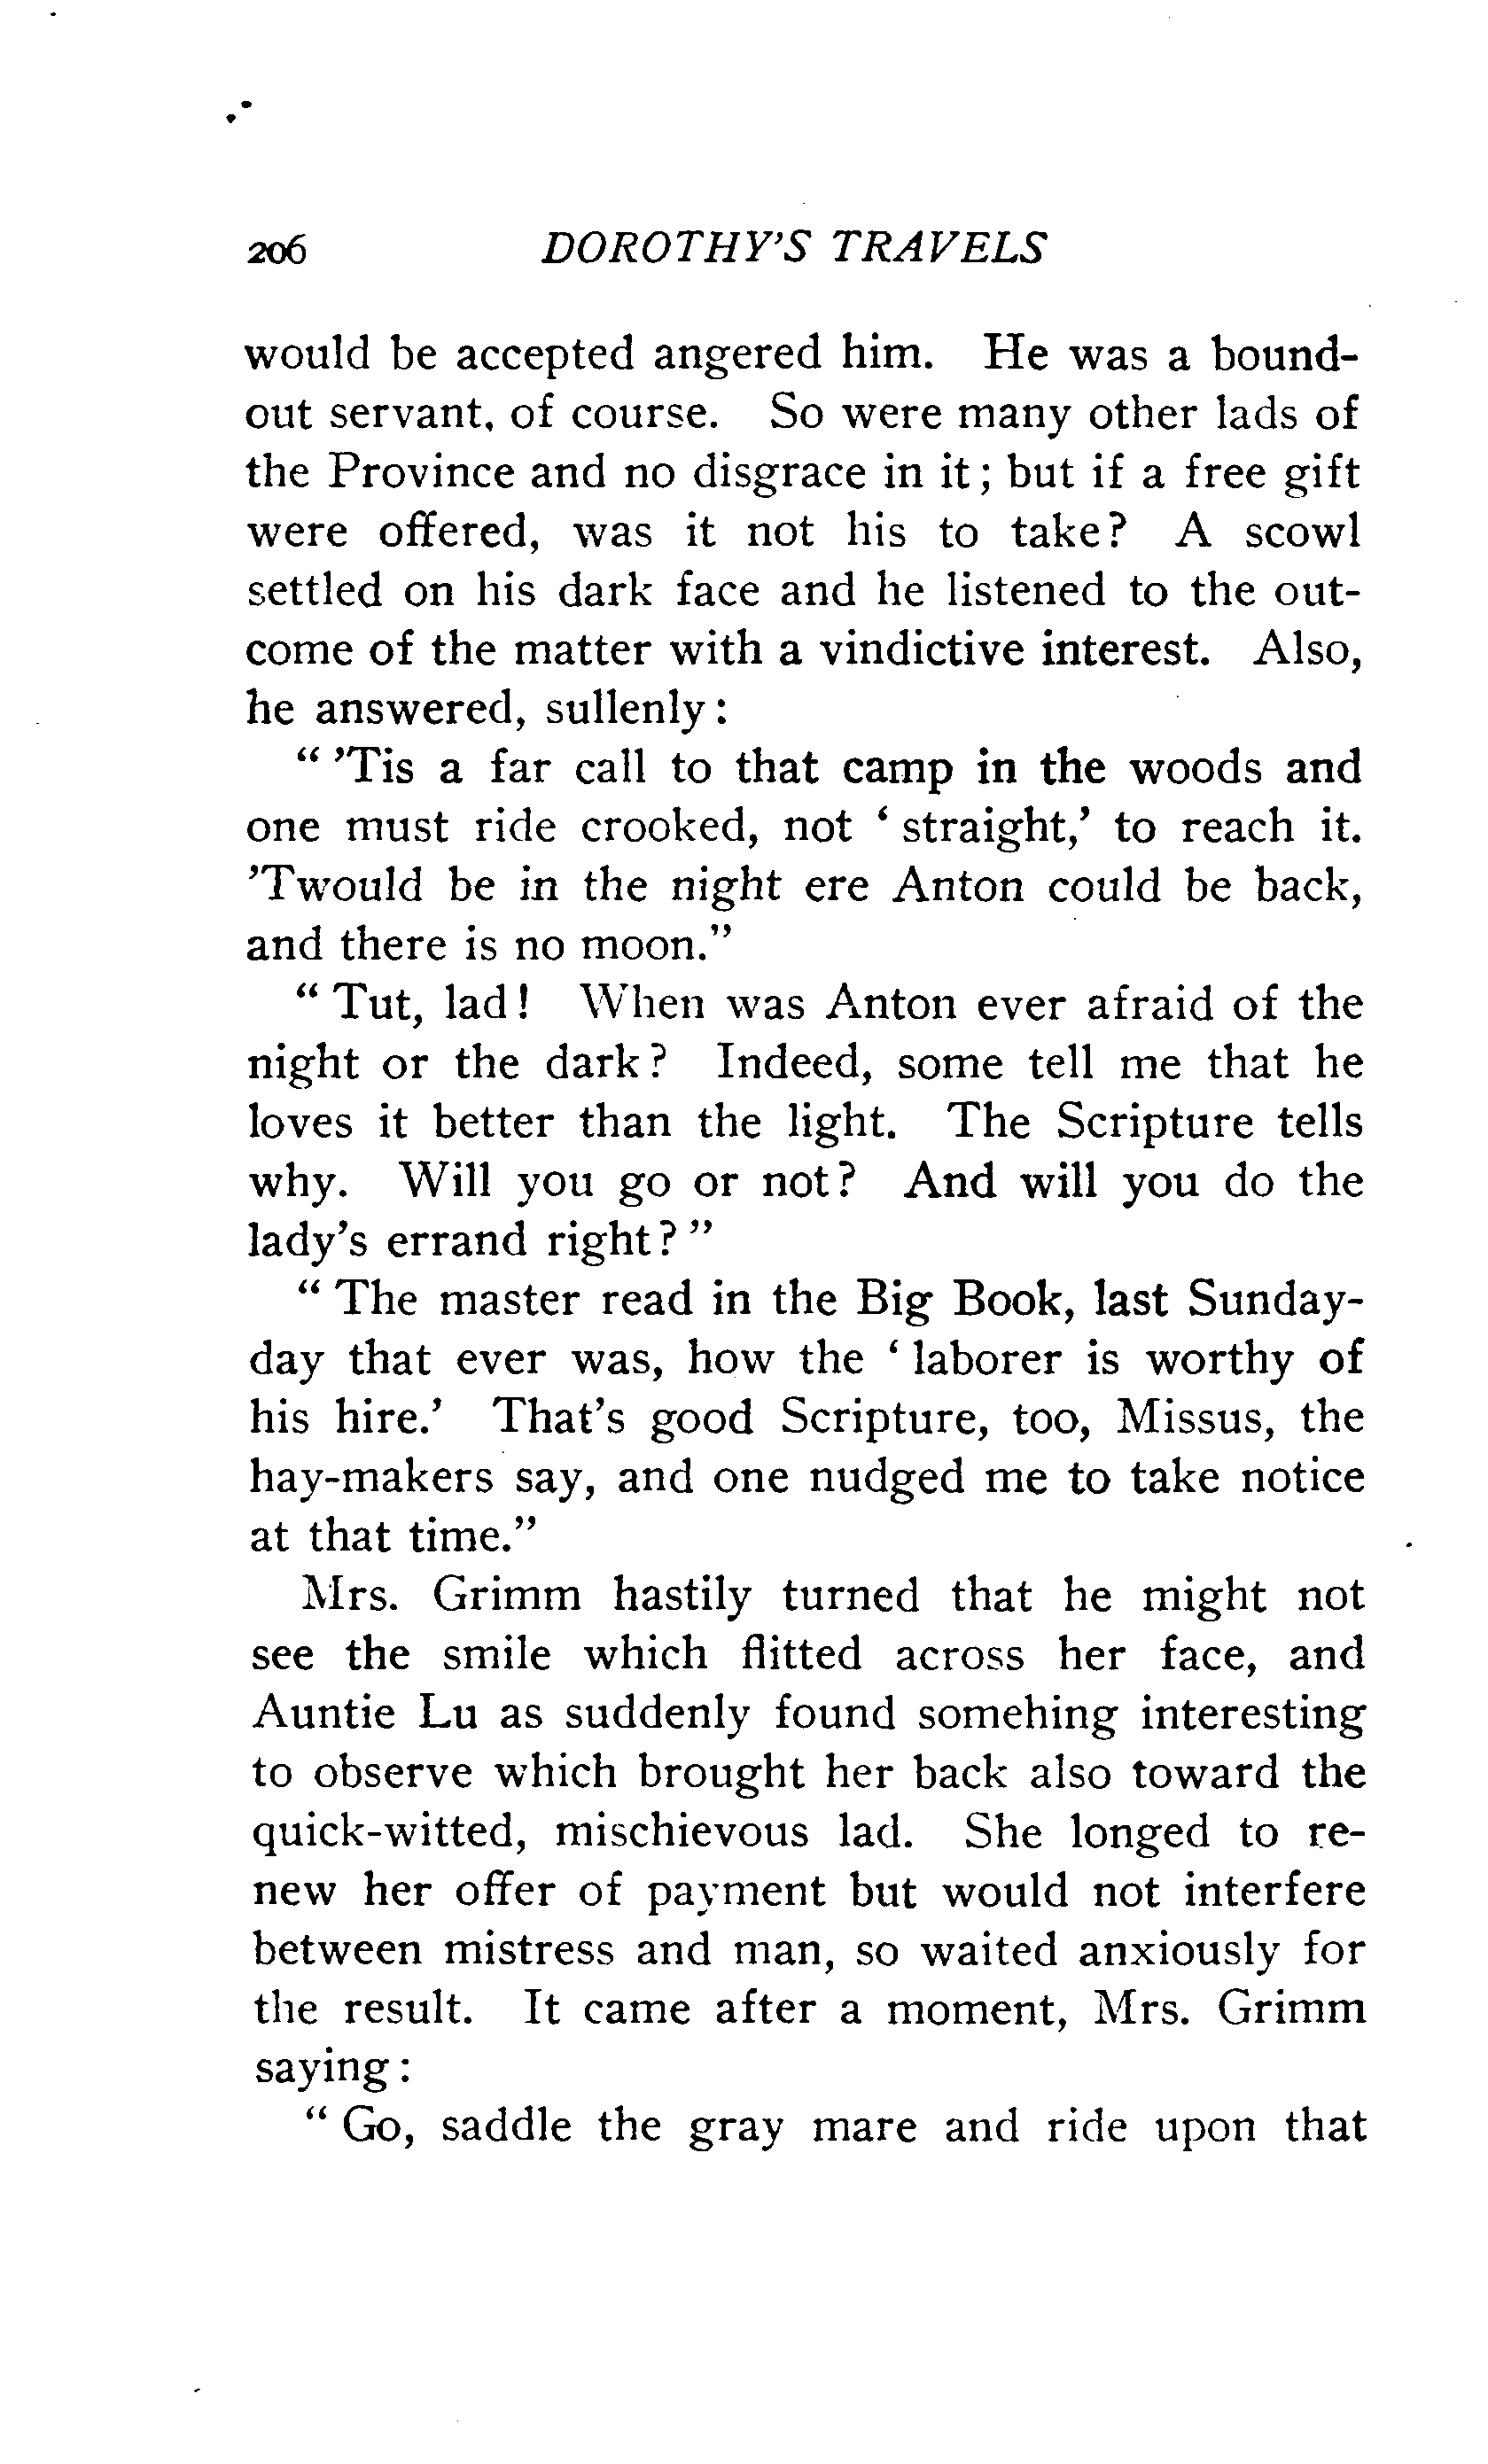 206 DOROTHY'S TRAVELS
would be accepted angered him. He was a bound-
out servant, of course. So were many other lads of
the Province and no disgrace in it; but if a free gift
were offered, was it not his to take? A scowl
settled on his dark face and he listened to the out-
come of the matter with a vindictive interest. Also,
he answered, sullenly:
" 'Tis a far call to that camp in the woods and
one must ride crooked, not ' straight,' to reach it.
'Twould be in the night ere Anton could be back,
and there is no moon."
" Tut, lad! When was Anton ever afraid of the
night or the dark? Indeed, some tell me that he
loves it better than the light. The Scripture tells
why. Will you go or not? And will you do the
lady's errand right? "
" The master read in the Big Book, last Sunday-
day that ever was, how the ' laborer is worthy of
his hire.' That's good Scripture, too, Missus, the
hay-makers say, and one nudged me to take notice
at that time."
Mrs. Grimm hastily turned that he might not
see the smile which flitted across her face, and
Auntie Lu as suddenly found somehing interesting
to observe which brought her back also toward the
quick-witted, mischievous lad. She longed to re-
new her offer of payment but would not interfere
between mistress and man, so waited anxiously for
the result. It came after a moment, Mrs. Grimm
saying:
" Go, saddle the gray mare and ride upon that